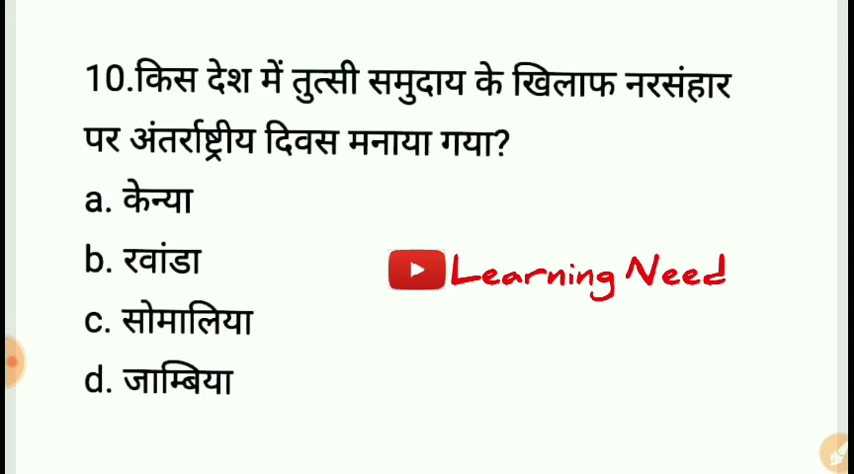 10.किस देश में तुत्सी समुदाय के खिलाफ नरसंहार
पर अंतर्राष्ट्रीय दिवस मनाया गया?
a. केन्या
b. रवांडा
Learning Need
c. सोमालिया
d. जाम्बिया